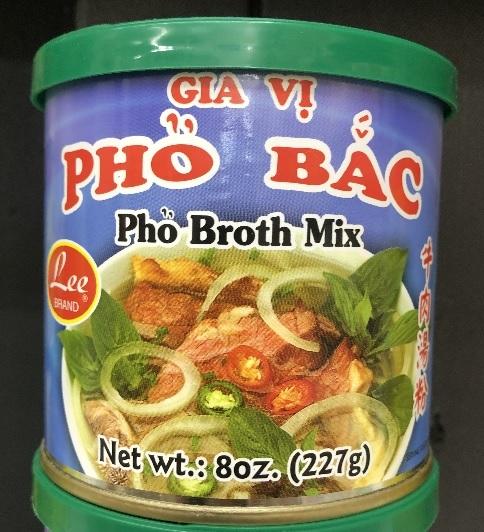 GIA VỊ
PHỞ BẮC
Phở Broth Mix
Lee
BRAND
®
牛肉湯粉
Net wt.: 8oz. (227g)